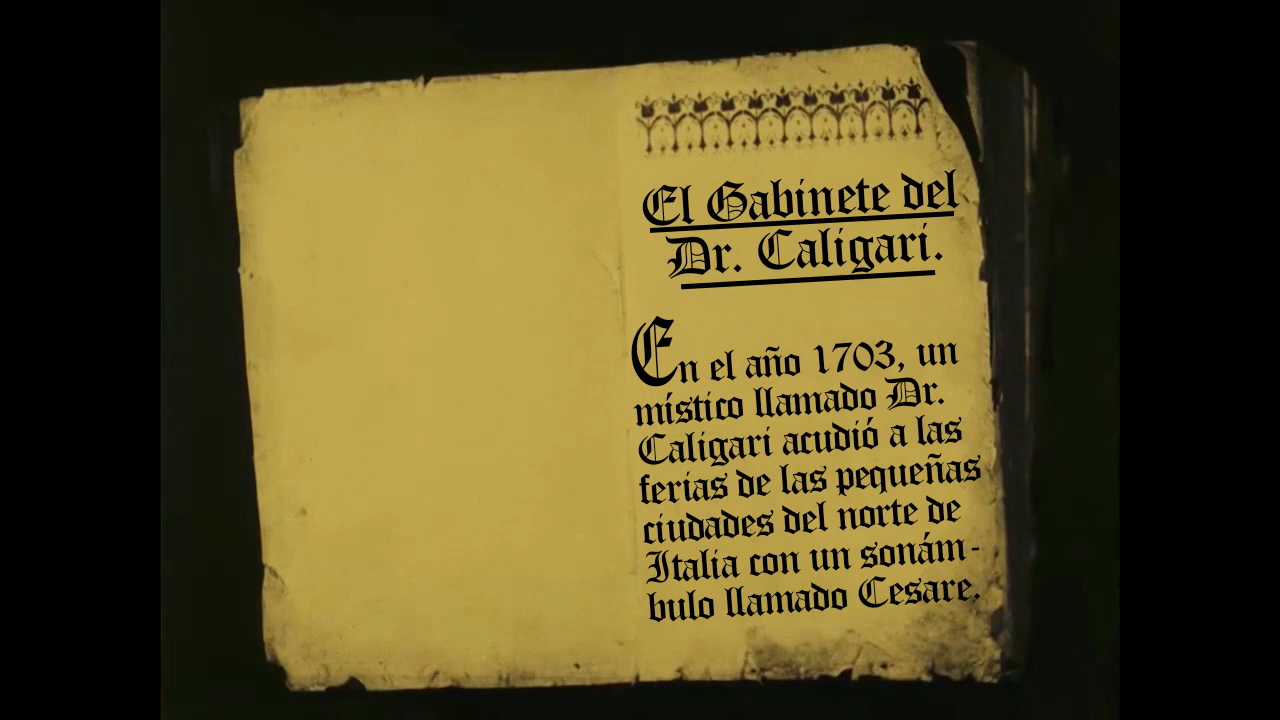 El Gabinete del
Dr. Caligari.
En el año 1703, un
místico llamado Dr.
Caligari acudió a las
ferias de las pequeñas
ciudades del norte de
Italia con un sonám-
bulo llamado Cesare.